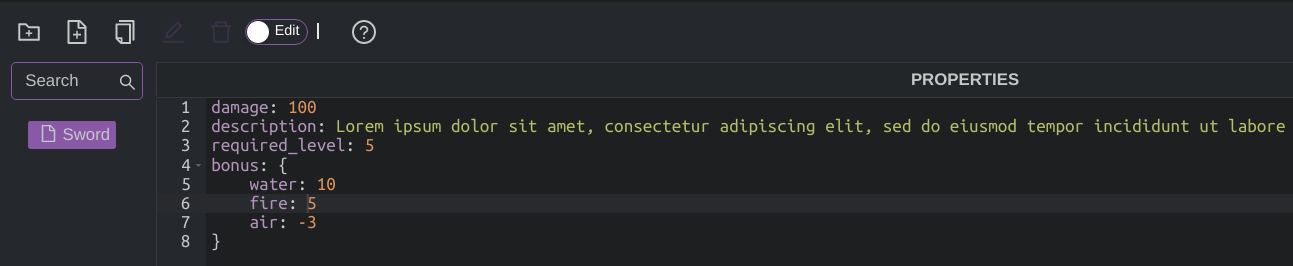 Edit
Search
PROPERTIES
Sword
1 damage: 100
2 description: Lorem ipsum dolor sit amet, consectetur adipiscing elit, sed do eiusmod tempor incididunt ut labore
3 required_level: 5
4 bonus: {
5 water: 10
6 fire: 5
7 air: -3
8 }